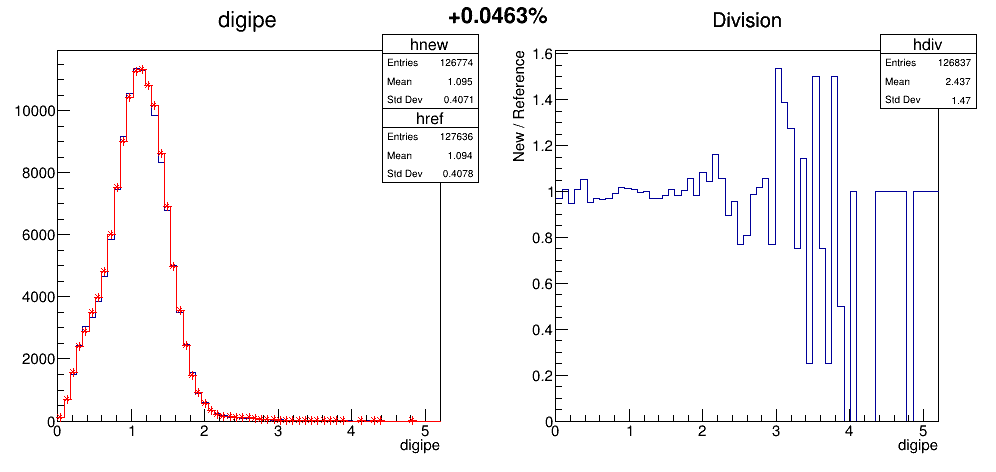 digipe
+0.0463%
Division
hnew
Entries 126774
Mean 1.095
Std Dev 0.4071
href
Entries 127636
Mean 1.094
Std Dev 0.4078
10000
8000
6000
4000
2000
0
0 1 2 3 4 5
digipe
hdiv
Entries 126837
Mean 2.437
Std Dev 1.47
New / Reference
1.6
1.4
1.2
1
0.8
0.6
0.4
0.2
0
0 1 2 3 4 5
digipe